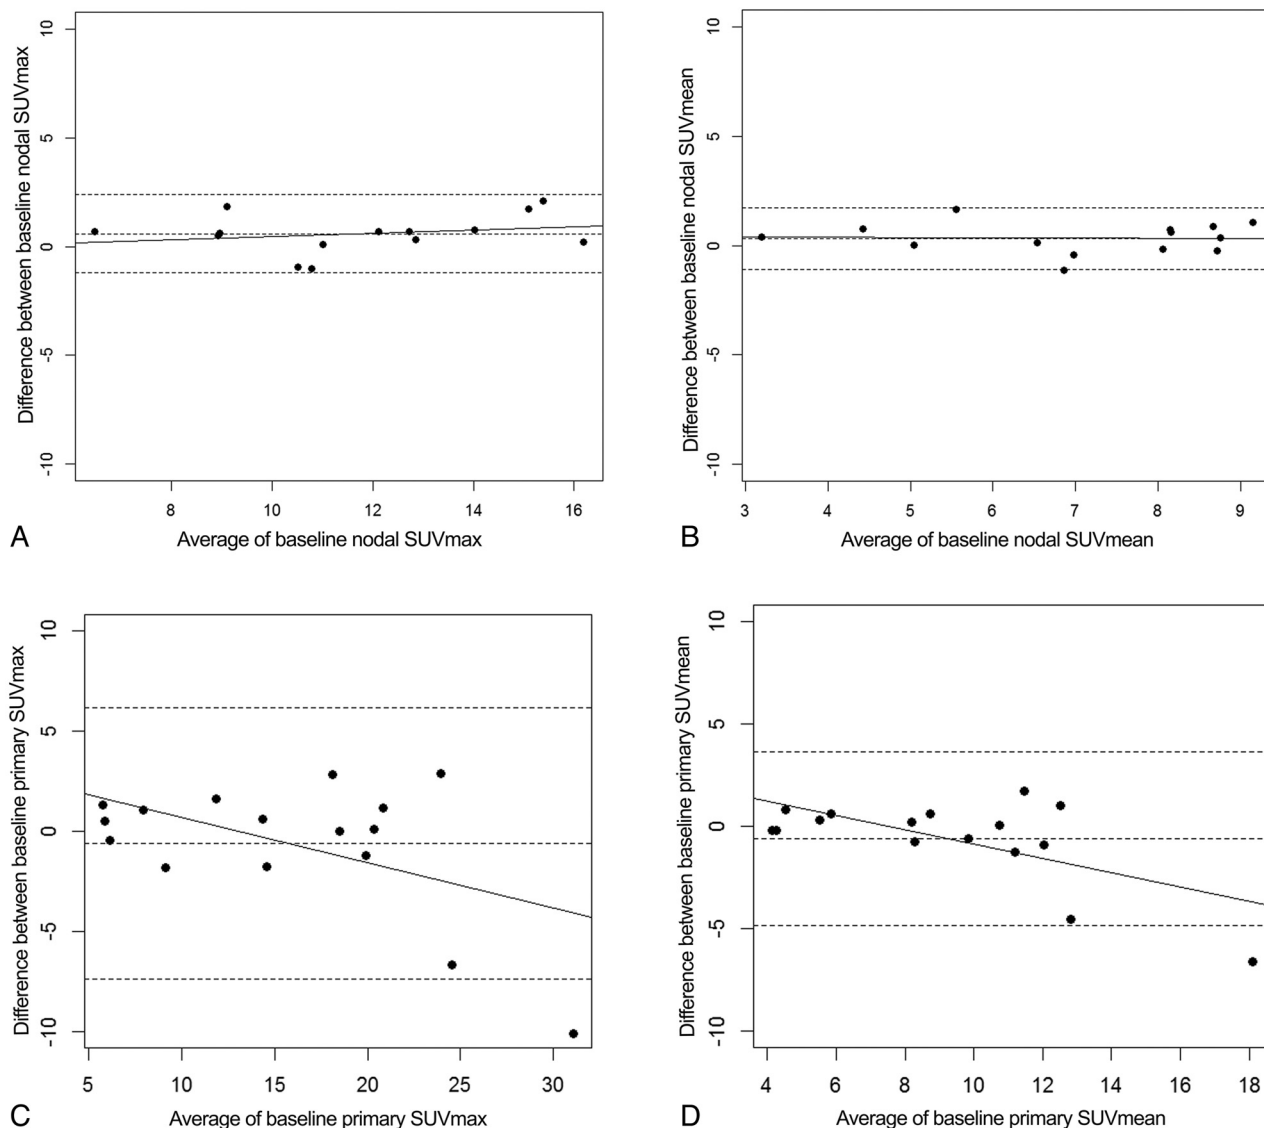 Difference between baseline nodal SUVmax
10
5
0
-5
-10
8 10 12 14 16
Average of baseline nodal SUVmax
A
Difference between baseline nodal SUVmean
10
5
0
-5
-10
3 4 5 6 7 8 9
Average of baseline nodal SUVmean
B
Difference between baseline primary SUVmax
10
5
0
-5
-10
5 10 15 20 25 30
Average of baseline primary SUVmax
C
Difference between baseline primary SUVmean
10
5
0
-5
-10
4 6 8 10 12 14 16 18
Average of baseline primary SUVmean
D